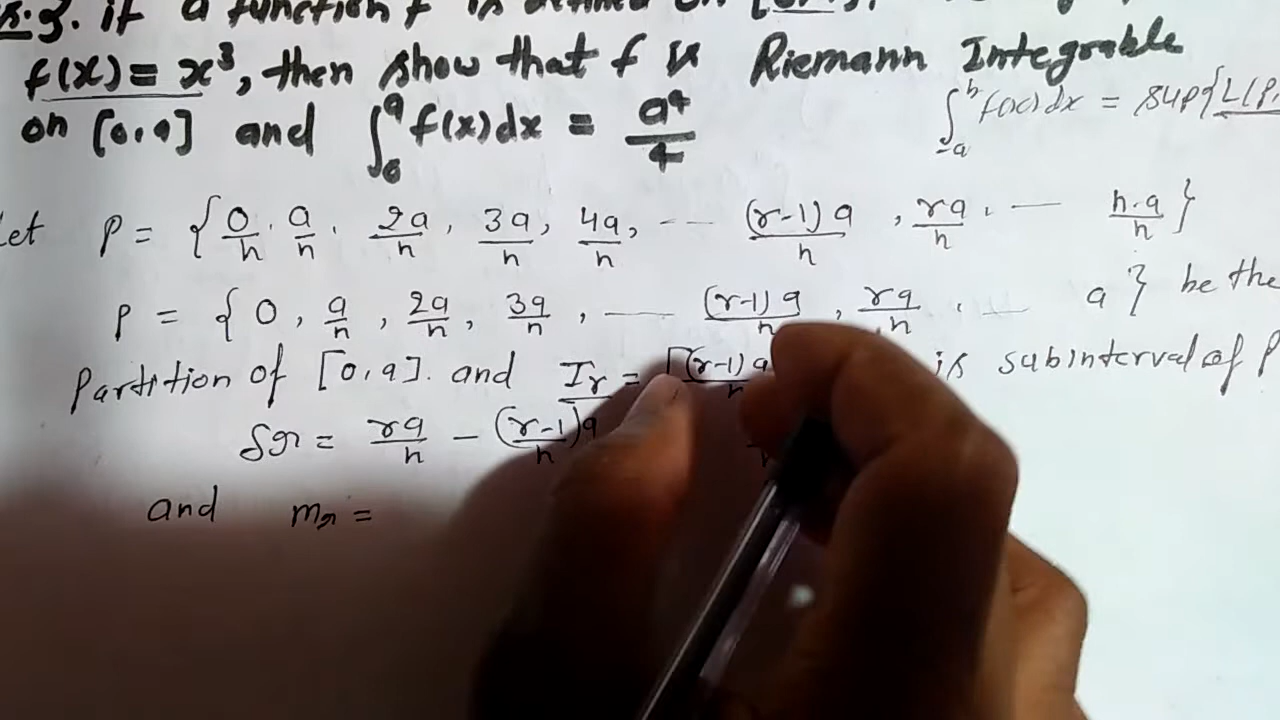 3. if a function f is defined on
f(x) = x³, then show that f is Riemann Integrable
on [0,a] and ∫₀ᵃ f(x)dx = a⁴/4
∫₋ₐᵇ f(x)dx = sup{L(P,
Let P = { 0/n, a/n, 2a/n, 3a/n, 4a/n, --- (r-1)a/n, ra/n, --- n.a/n }
P = { 0, a/n, 2a/n, 3a/n, --- (r-1)a/n, ra/n, --- a } be the
Partition of [0,a]. and Ir = [(r-1)a/n is subinterval of P
δr = ra/n - (r-1)a/n
and mr =